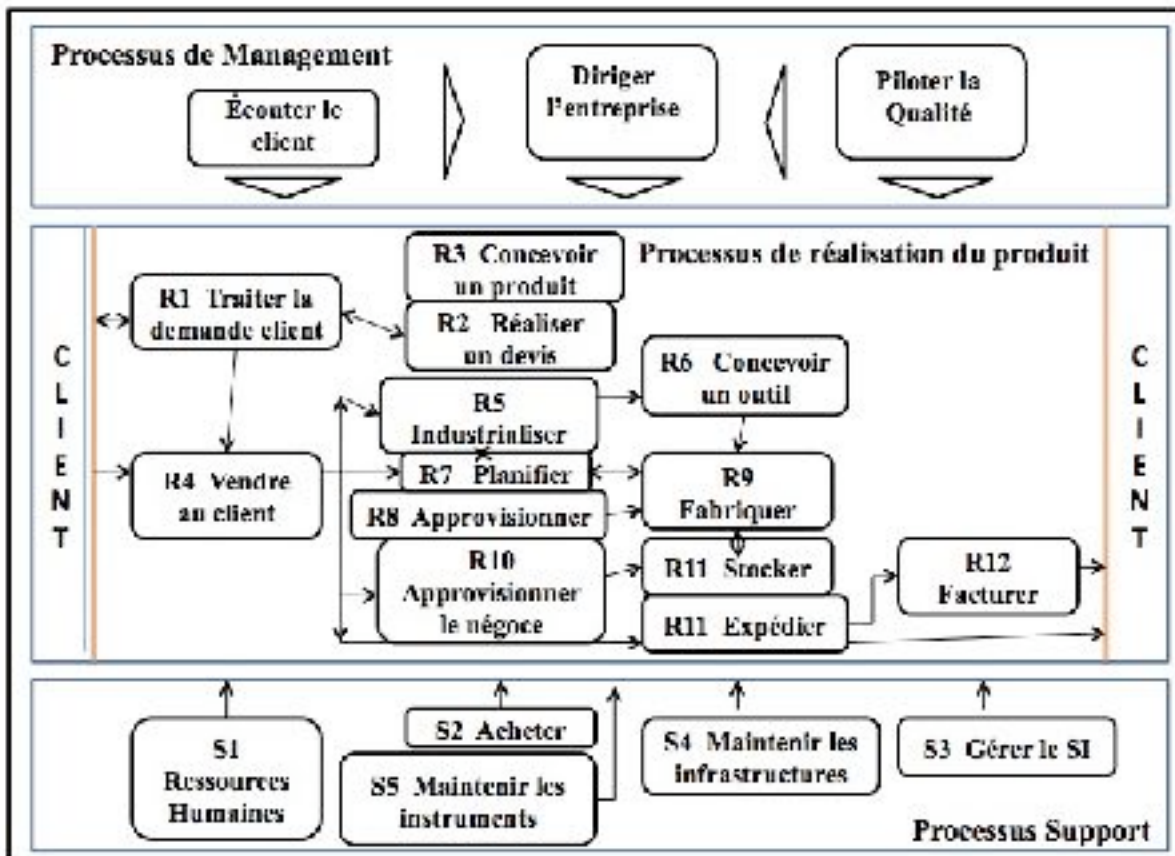 Processus de Management
Écouter le
client
Diriger
l'entreprise
Piloter la
Qualité
CLIENT
Processus de réalisation du produit
R3 Concevoir
un produit
R1 Traiter la
demande client
R2 Réaliser
un devis
R6 Concevoir
un outil
R5
Industrialiser
R4 Vendre
au client
R7 Planifier
R9
Fabriquer
R8 Approvisionner
R10
Approvisionner
le négoce
R11 Stocker
R12
Facturer
R11 Expédier
CLIENT
S1
Ressources
Humaines
S2 Acheter
S5 Maintenir les
instruments
S4 Maintenir les
infrastructures
S3 Gérer le SI
Processus Support